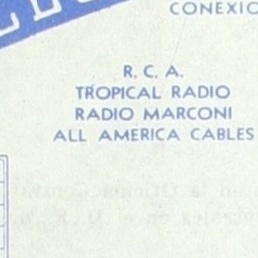 CONEXIO
R. C. A.
TROPICAL RADIO
RADIO MARCONI
ALL AMERICA CABLES